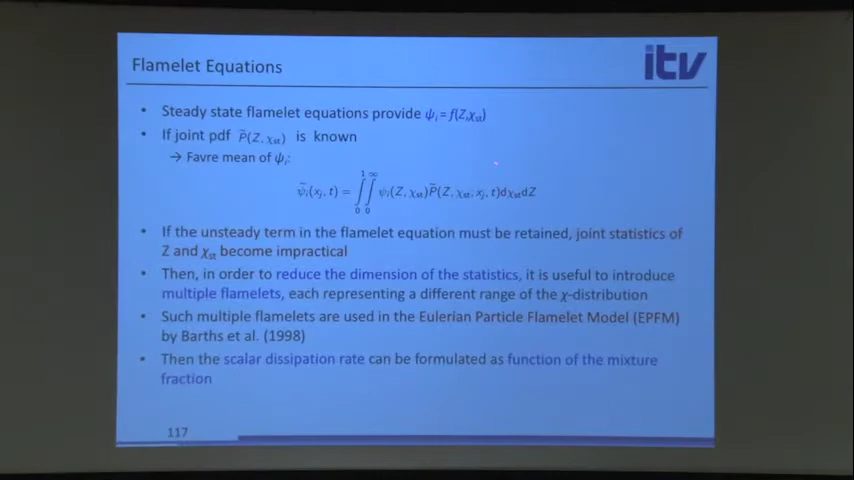 Flamelet Equations
itv
• Steady state flamelet equations provide ψᵢ = f(Z,χst)
• If joint pdf P̃(Z, χst) is known
→ Favre mean of ψᵢ:
ψ̃ᵢ(xⱼ, t) = ∫₀¹∫₀^∞ ψᵢ(Z, χst)P̃(Z, χst; xⱼ, t)dχstdZ
• If the unsteady term in the flamelet equation must be retained, joint statistics of
Z and χst become impractical
• Then, in order to reduce the dimension of the statistics, it is useful to introduce
multiple flamelets, each representing a different range of the χ-distribution
• Such multiple flamelets are used in the Eulerian Particle Flamelet Model (EPFM)
by Barths et al. (1998)
• Then the scalar dissipation rate can be formulated as function of the mixture
fraction
117